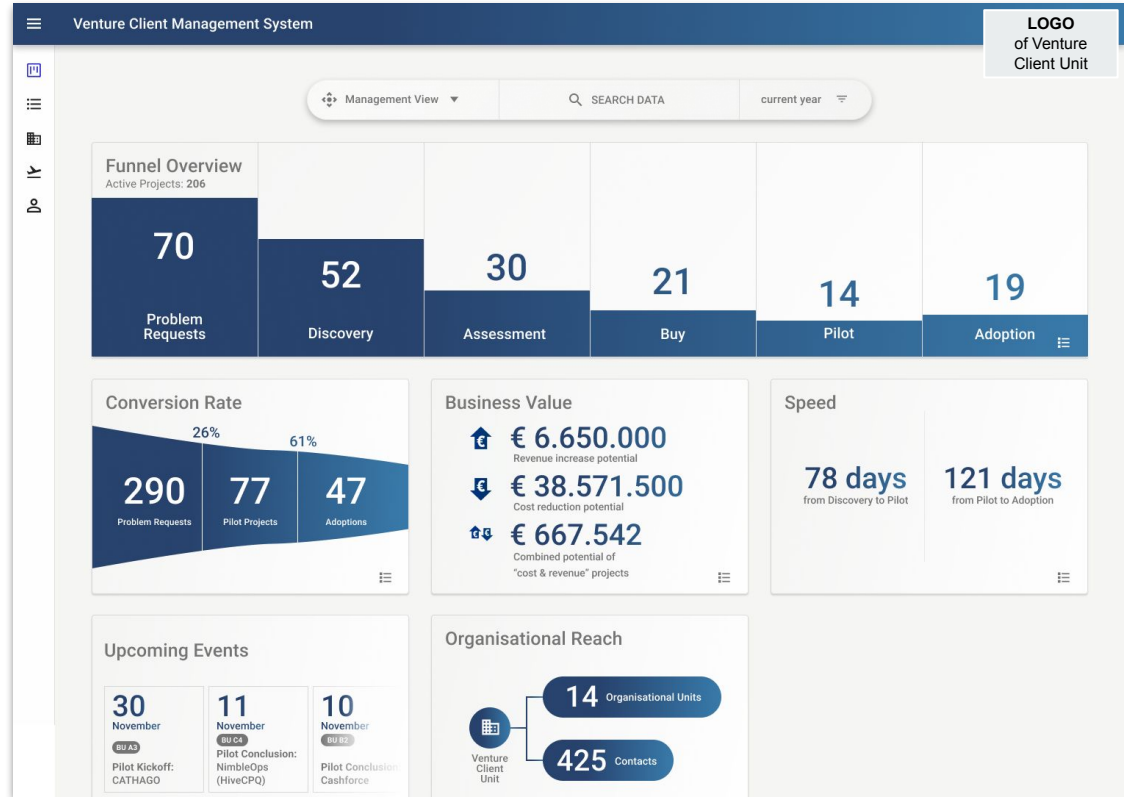 Venture Client Management System
LOGO
of Venture
Client Unit
Management View
SEARCH DATA
current year
Funnel Overview
Active Projects: 206
70
Problem
Requests
52
Discovery
30
Assessment
21
Buy
14
Pilot
19
Adoption
Conversion Rate
26%
61%
290
Problem Requests
77
Pilot Projects
47
Adoptions
Business Value
€ 6.650.000
Revenue increase potential
€ 38.571.500
Cost reduction potential
€ 667.542
Combined potential of
"cost & revenue" projects
Speed
78 days
from Discovery to Pilot
121 days
from Pilot to Adoption
Upcoming Events
30
November
BU A3
Pilot Kickoff:
CATHAGO
11
November
BU C4
Pilot Conclusion:
NimbleOps
(HiveCPQ)
10
November
BU B2
Pilot Conclusion
Cashforce
Organisational Reach
Venture
Client
Unit
14 Organisational Units
425 Contacts